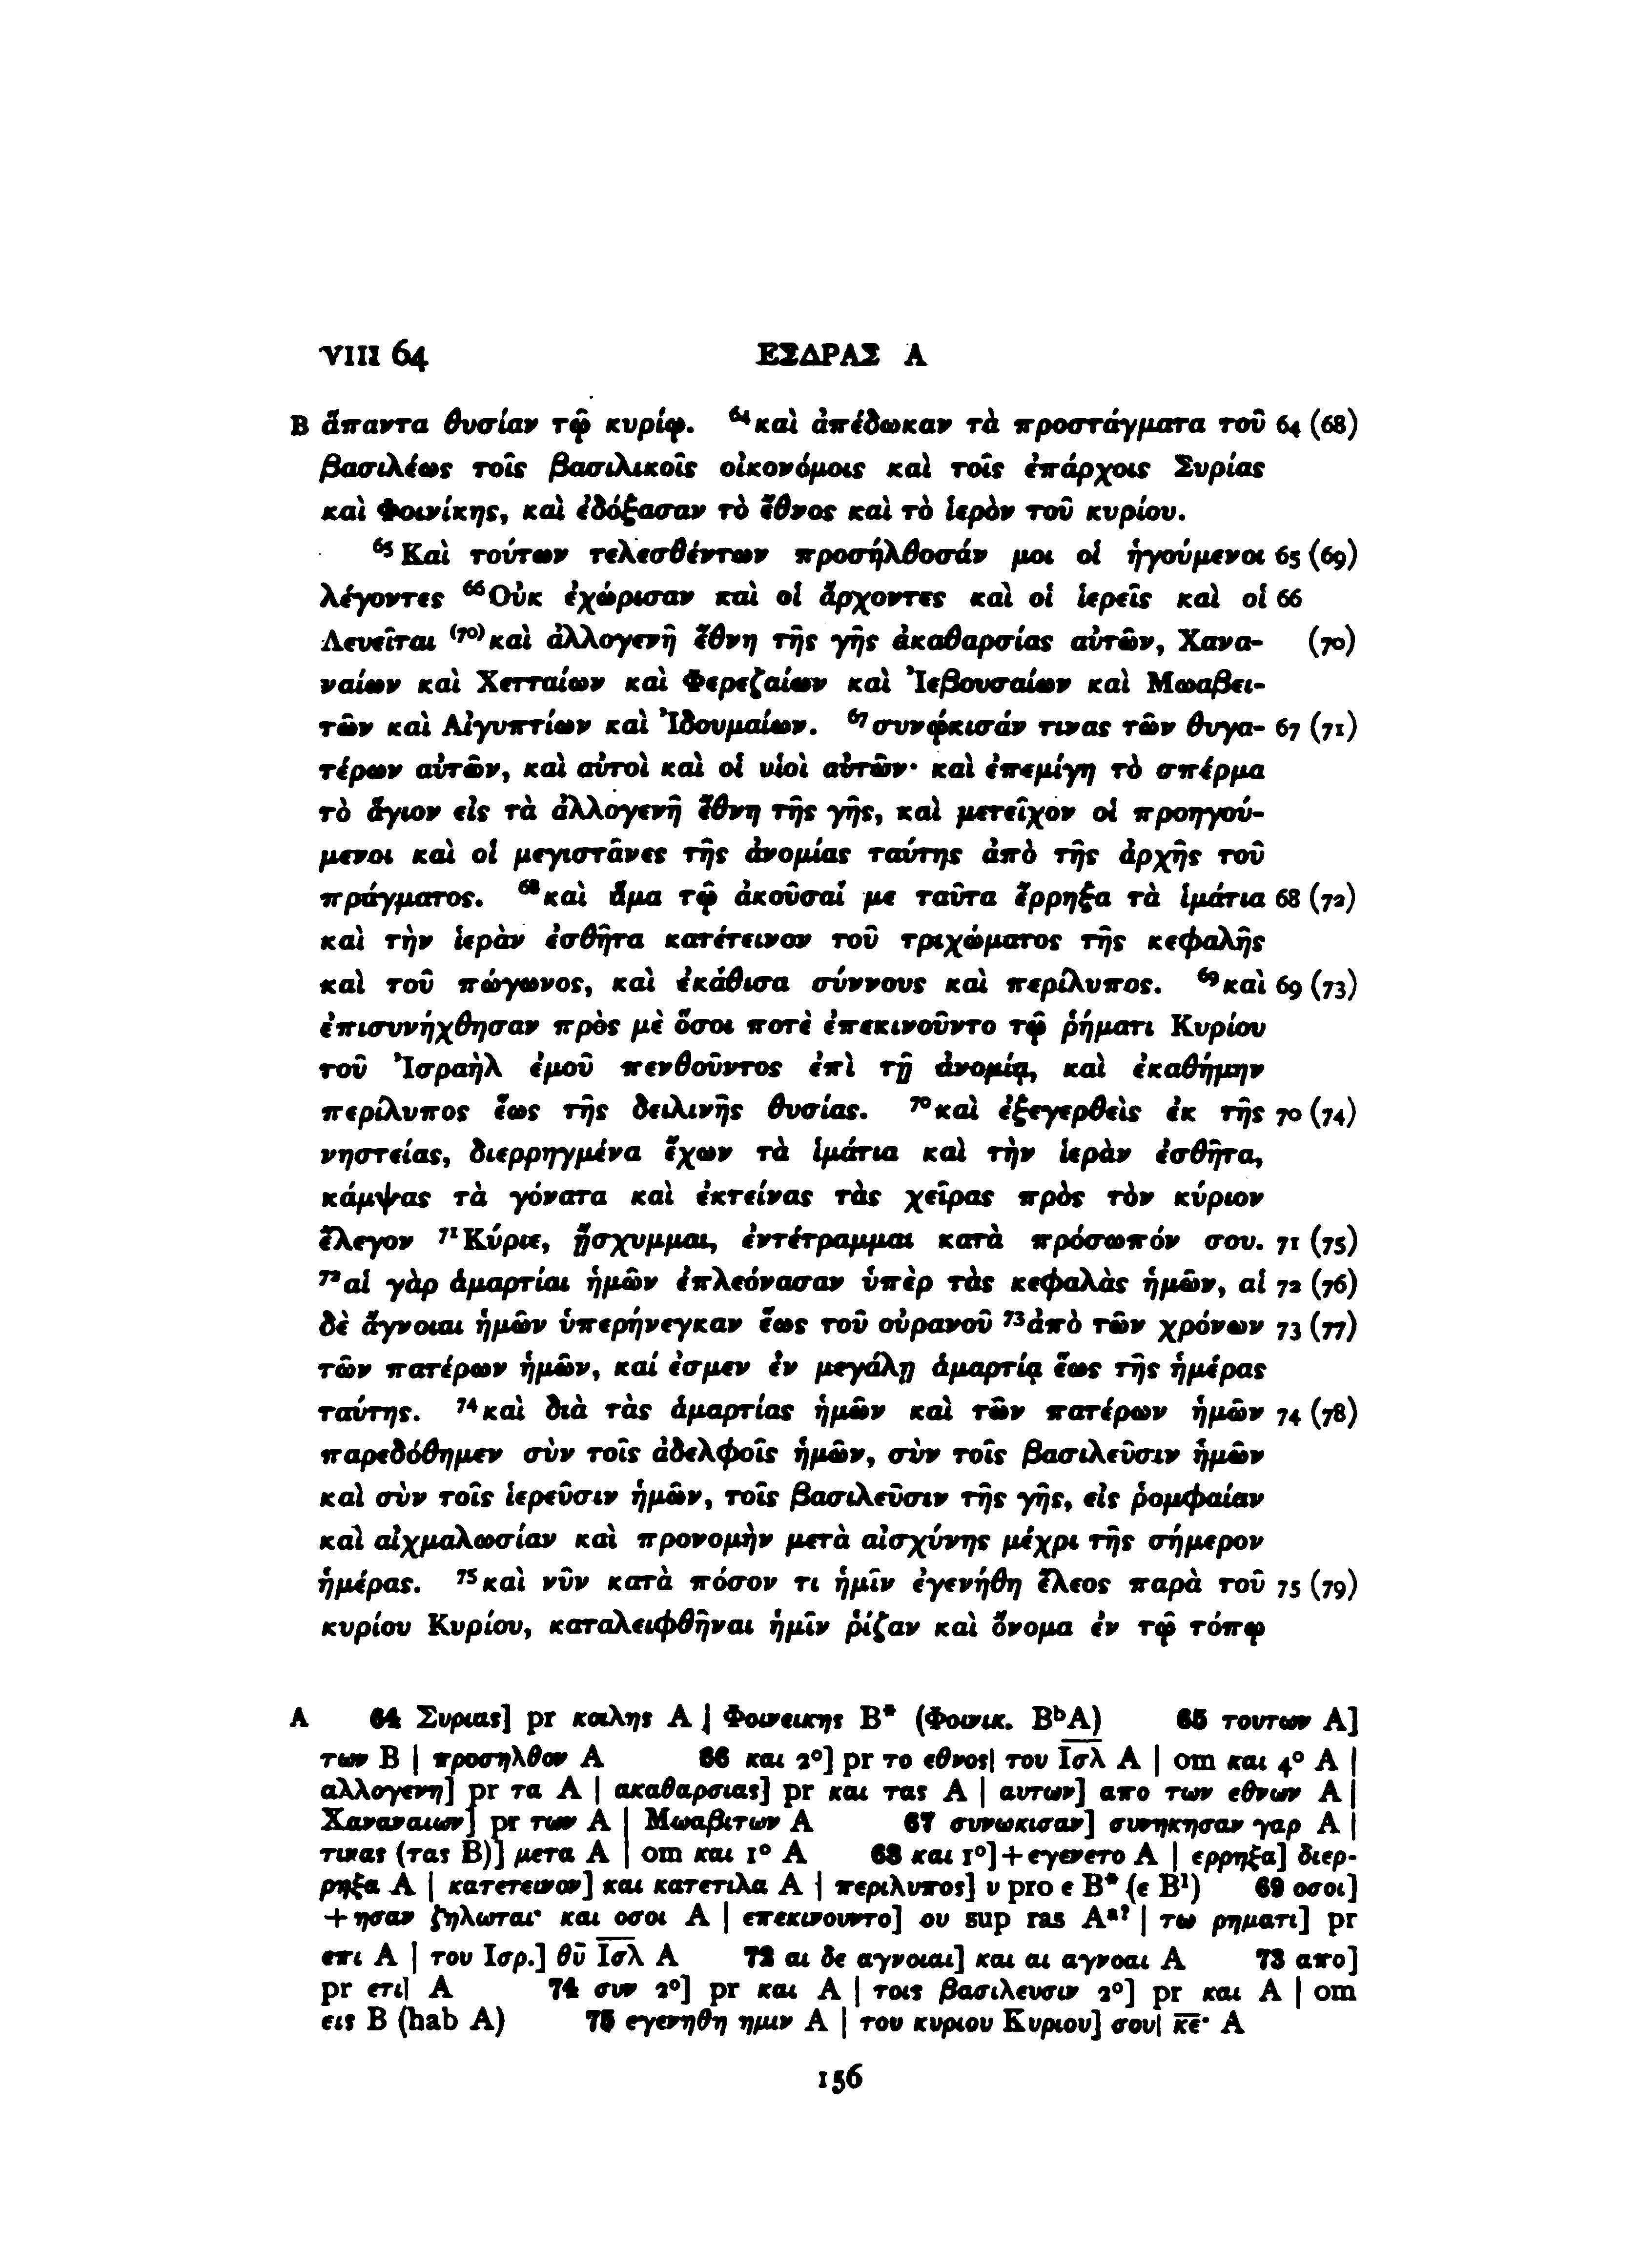 VIII 64 ΕΣΔΡΑΣ Α
B ἅπαντα θυσίαν τῷ κυρίῳ. ⁶⁴καὶ ἀπέδωκαν τὰ προστάγματα τοῦ 64 (68)
βασιλέως τοῖς βασιλικοῖς οἰκονόμοις καὶ τοῖς ἐπάρχοις Συρίας
καὶ Φοινίκης, καὶ ἐδόξασαν τὸ ἔθνος καὶ τὸ ἱερὸν τοῦ κυρίου.
⁶⁵Καὶ τούτων τελεσθέντων προσήλθοσάν μοι οἱ ἡγούμενοι 65 (69)
λέγοντες ⁶⁶Οὐκ ἐχώρισαν καὶ οἱ ἄρχοντες καὶ οἱ ἱερεῖς καὶ οἱ 66
Λευεῖται ⁽⁷⁰⁾καὶ ἀλλογενῆ ἔθνη τῆς γῆς ἀκαθαρσίας αὐτῶν, Χανα- (70)
ναίων καὶ Χετταίων καὶ Φερεζαίων καὶ Ἰεβουσαίων καὶ Μωαβει-
τῶν καὶ Αἰγυπτίων καὶ Ἰδουμαίων. ⁶⁷συνῴκισάν τινας τῶν θυγα- 67 (71)
τέρων αὐτῶν, καὶ αὐτοὶ καὶ οἱ υἱοὶ αὐτῶν· καὶ ἐπεμίγη τὸ σπέρμα
τὸ ἅγιον εἰς τὰ ἀλλογενῆ ἔθνη τῆς γῆς, καὶ μετεῖχον οἱ προηγού-
μενοι καὶ οἱ μεγιστᾶνες τῆς ἀνομίας ταύτης ἀπὸ τῆς ἀρχῆς τοῦ
πράγματος. ⁶⁸καὶ ἅμα τῷ ἀκοῦσαί με ταῦτα ἔρρηξα τὰ ἱμάτια 68 (72)
καὶ τὴν ἱερὰν ἐσθῆτα κατέτεινον τοῦ τριχώματος τῆς κεφαλῆς
καὶ τοῦ πώγωνος, καὶ ἐκάθισα σύννους καὶ περίλυπος. ⁶⁹καὶ 69 (73)
ἐπισυνήχθησαν πρὸς μὲ ὅσοι ποτὲ ἐπεκινοῦντο τῷ ῥήματι Κυρίου
τοῦ Ἰσραὴλ ἐμοῦ πενθοῦντος ἐπὶ τῇ ἀνομίᾳ, καὶ ἐκαθήμην
περίλυπος ἕως τῆς δειλινῆς θυσίας. ⁷⁰καὶ ἐξεγερθεὶς ἐκ τῆς 70 (74)
νηστείας, διερρηγμένα ἔχων τὰ ἱμάτια καὶ τὴν ἱερὰν ἐσθῆτα,
κάμψας τὰ γόνατα καὶ ἐκτείνας τὰς χεῖρας πρὸς τὸν κύριον
ἔλεγον ⁷¹Κύριε, ᾔσχυμμαι, ἐντέτραμμαι κατὰ πρόσωπόν σου. 71 (75)
⁷²αἱ γὰρ ἁμαρτίαι ἡμῶν ἐπλεόνασαν ὑπὲρ τὰς κεφαλὰς ἡμῶν, αἱ 72 (76)
δὲ ἄγνοιαι ἡμῶν ὑπερήνεγκαν ἕως τοῦ οὐρανοῦ ⁷³ἀπὸ τῶν χρόνων 73 (77)
τῶν πατέρων ἡμῶν, καί ἐσμεν ἐν μεγάλῃ ἁμαρτίᾳ ἕως τῆς ἡμέρας
ταύτης. ⁷⁴καὶ διὰ τὰς ἁμαρτίας ἡμῶν καὶ τῶν πατέρων ἡμῶν 74 (78)
παρεδόθημεν σὺν τοῖς ἀδελφοῖς ἡμῶν, σὺν τοῖς βασιλεῦσιν ἡμῶν
καὶ σὺν τοῖς ἱερεῦσιν ἡμῶν, τοῖς βασιλεῦσιν τῆς γῆς, εἰς ῥομφαίαν
καὶ αἰχμαλωσίαν καὶ προνομὴν μετὰ αἰσχύνης μέχρι τῆς σήμερον
ἡμέρας. ⁷⁵καὶ νῦν κατὰ πόσον τι ἡμῖν ἐγενήθη ἔλεος παρὰ τοῦ 75 (79)
κυρίου Κυρίου, καταλειφθῆναι ἡμῖν ῥίζαν καὶ ὄνομα ἐν τῷ τόπῳ
A 64 Συριας] pr κοιλης A | Φοινεικης B* (Φοινικ. BᵇA) 65 τουτων A]
των B | προσηλθον A 66 και 2°] pr το εθνος| του Ισ̅λ̅ A | om και 4° A |
αλλογενη] pr τα A | ακαθαρσιας] pr και τας A | αυτων] απο των εθνων A |
Χαναναιων] pr των A | Μωαβιτων A 67 συνωκισαν] συνηκησαν γαρ A |
τινας (τας B)] μετα A | om και 1° A 68 και 1°]+εγενετο A | ερρηξα] διερ-
ρηξα A | κατετεινον] και κατετιλα A | περιλυπος] υ pro ε B* (ε B¹) 69 οσοι]
+ησαν ζηλωται· και οσοι A | επεκινουντο] ου sup ras Aᵃ? | τω ρηματι] pr
επι A | του Ισρ.] θυ̅ Ισ̅λ̅ A 72 αι δε αγνοιαι] και αι αγνοαι A 73 απο]
pr ετι| A 74 συν 2°] pr και A | τοις βασιλευσιν 2°] pr και A | om
εις B (hab A) 75 εγενηθη ημιν A | του κυριου Κυριου] σου| κ̅ε̅· A
156